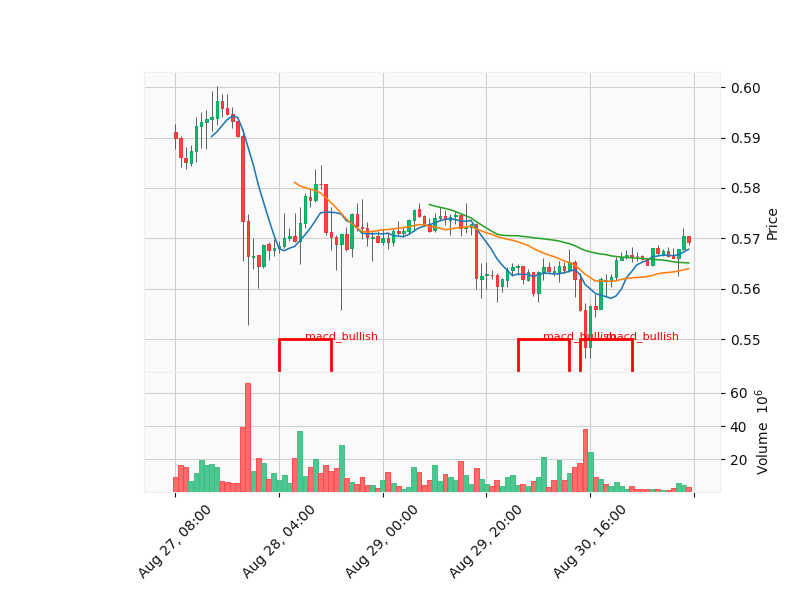 0.60
0.59
0.58
0.57
0.56
0.55
Price
macd_bullish
macd_bullish
macd_bullish
60
40
20
Volume 10^6
Aug 27, 08:00
Aug 28, 04:00
Aug 29, 00:00
Aug 29, 20:00
Aug 30, 16:00